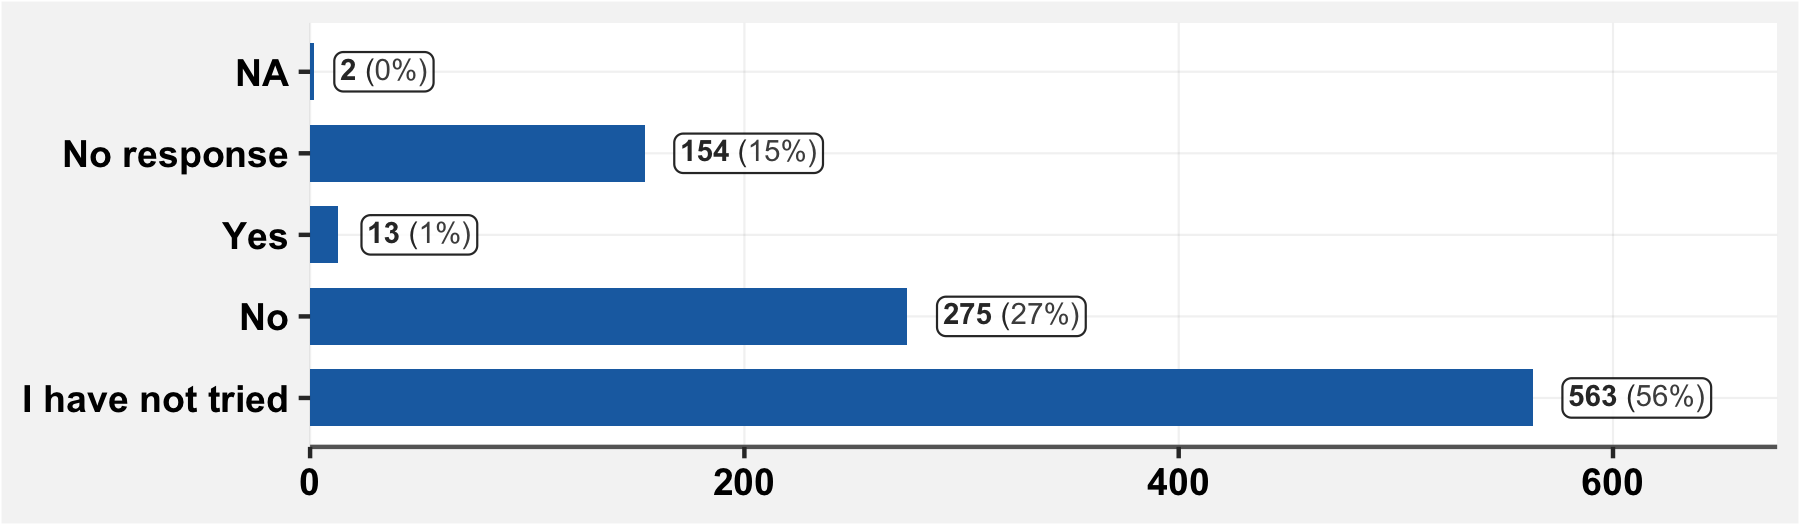 NA 2 (0%)
No response 154 (15%)
Yes 13 (1%)
No 275 (27%)
I have not tried 563 (56%)
0 200 400 600